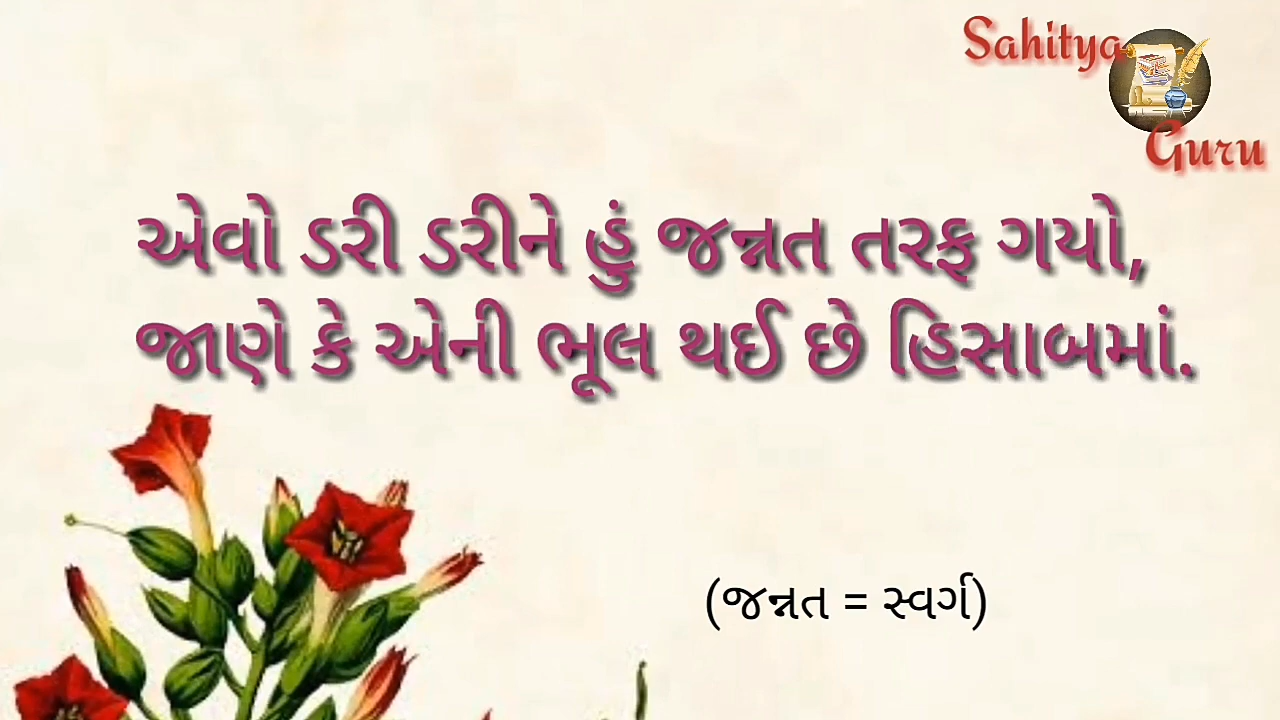 Sahitya
Guru
એવો ડરી ડરીને હું જન્નત તરફ ગયો,
જાણે કે એની ભૂલ થઈ છે હિસાબમાં.
(જન્નત = સ્વર્ગ)